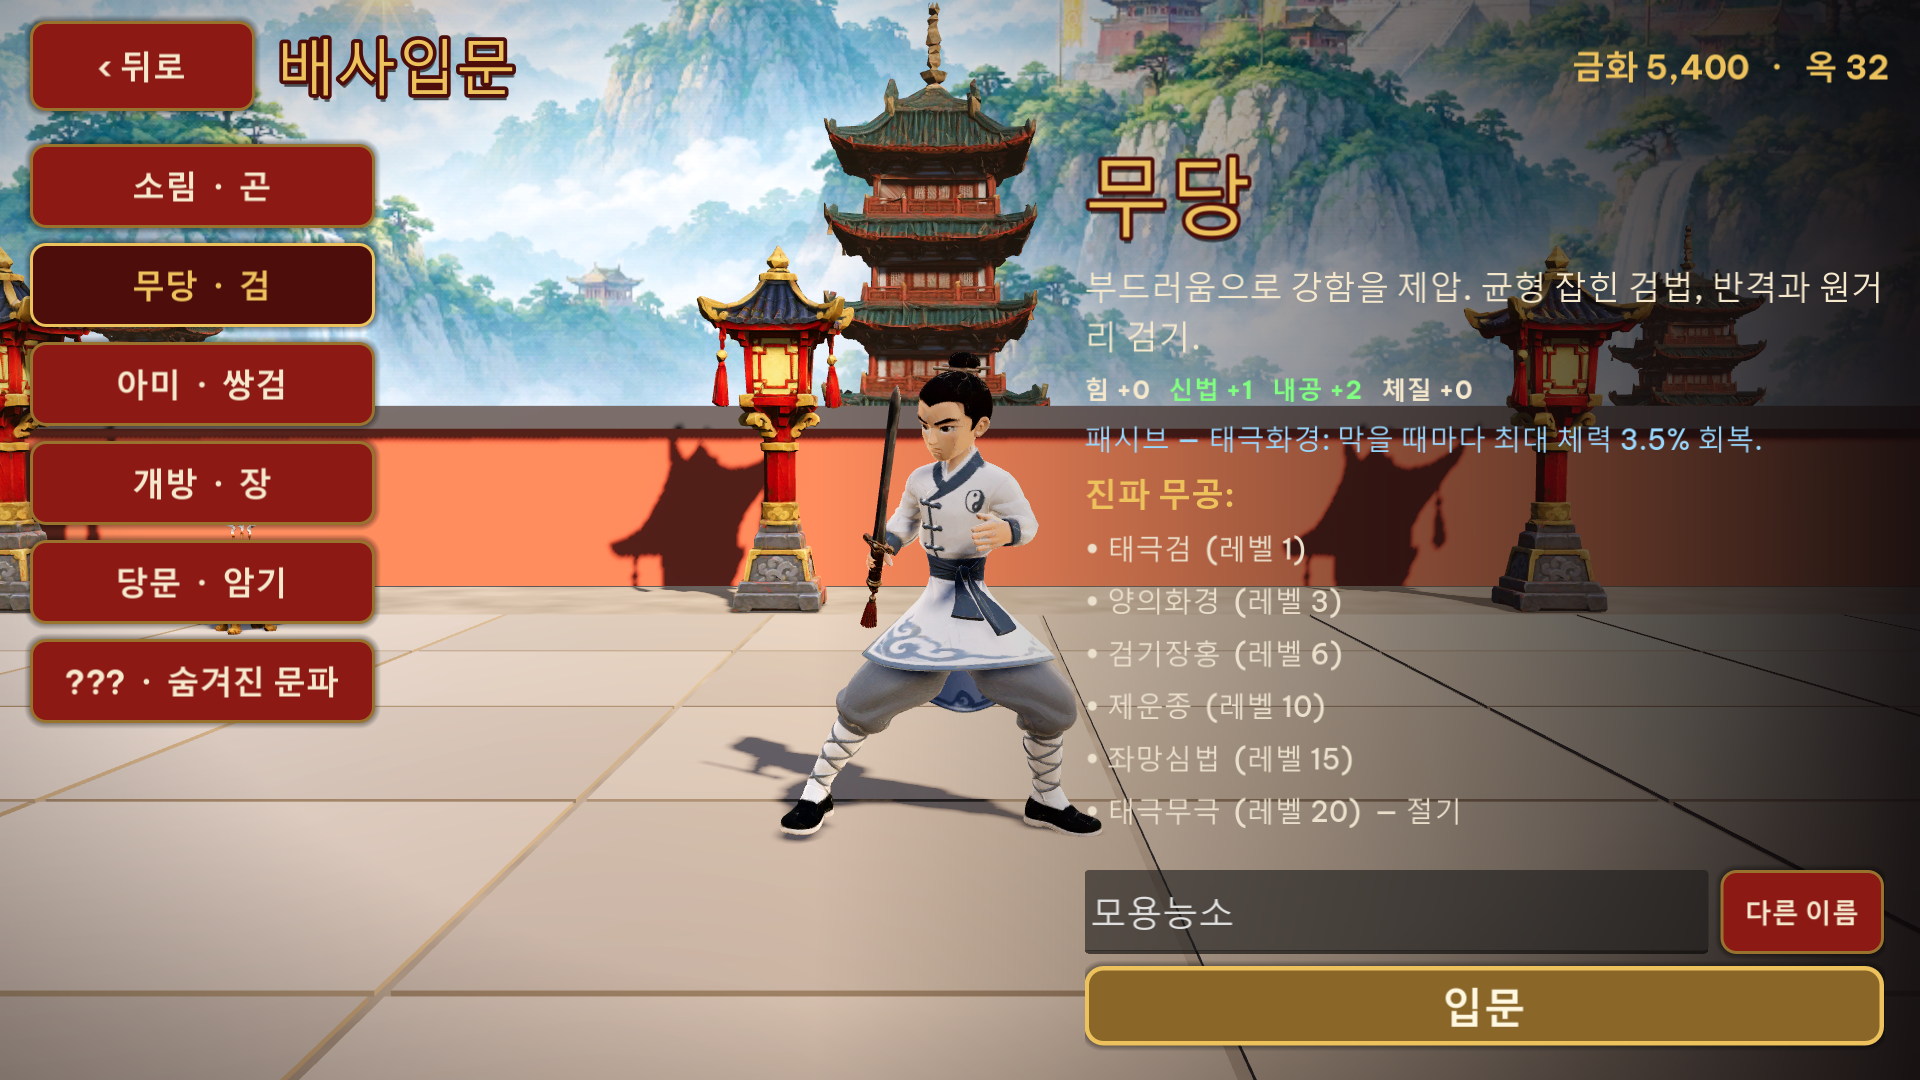 < 뒤로
배사입문
금화 5,400 · 옥 32
소림 · 곤
무당 · 검
아미 · 쌍검
개방 · 장
당문 · 암기
??? · 숨겨진 문파
무당
부드러움으로 강함을 제압. 균형 잡힌 검법, 반격과 원거
리 검기.
힘 +0 신법 +1 내공 +2 체질 +0
패시브 – 태극화경: 막을 때마다 최대 체력 3.5% 회복.
진파 무공:
• 태극검 (레벨 1)
• 양의화경 (레벨 3)
• 검기장홍 (레벨 6)
• 제운종 (레벨 10)
• 좌망심법 (레벨 15)
• 태극무극 (레벨 20) – 절기
모용능소
다른 이름
입문